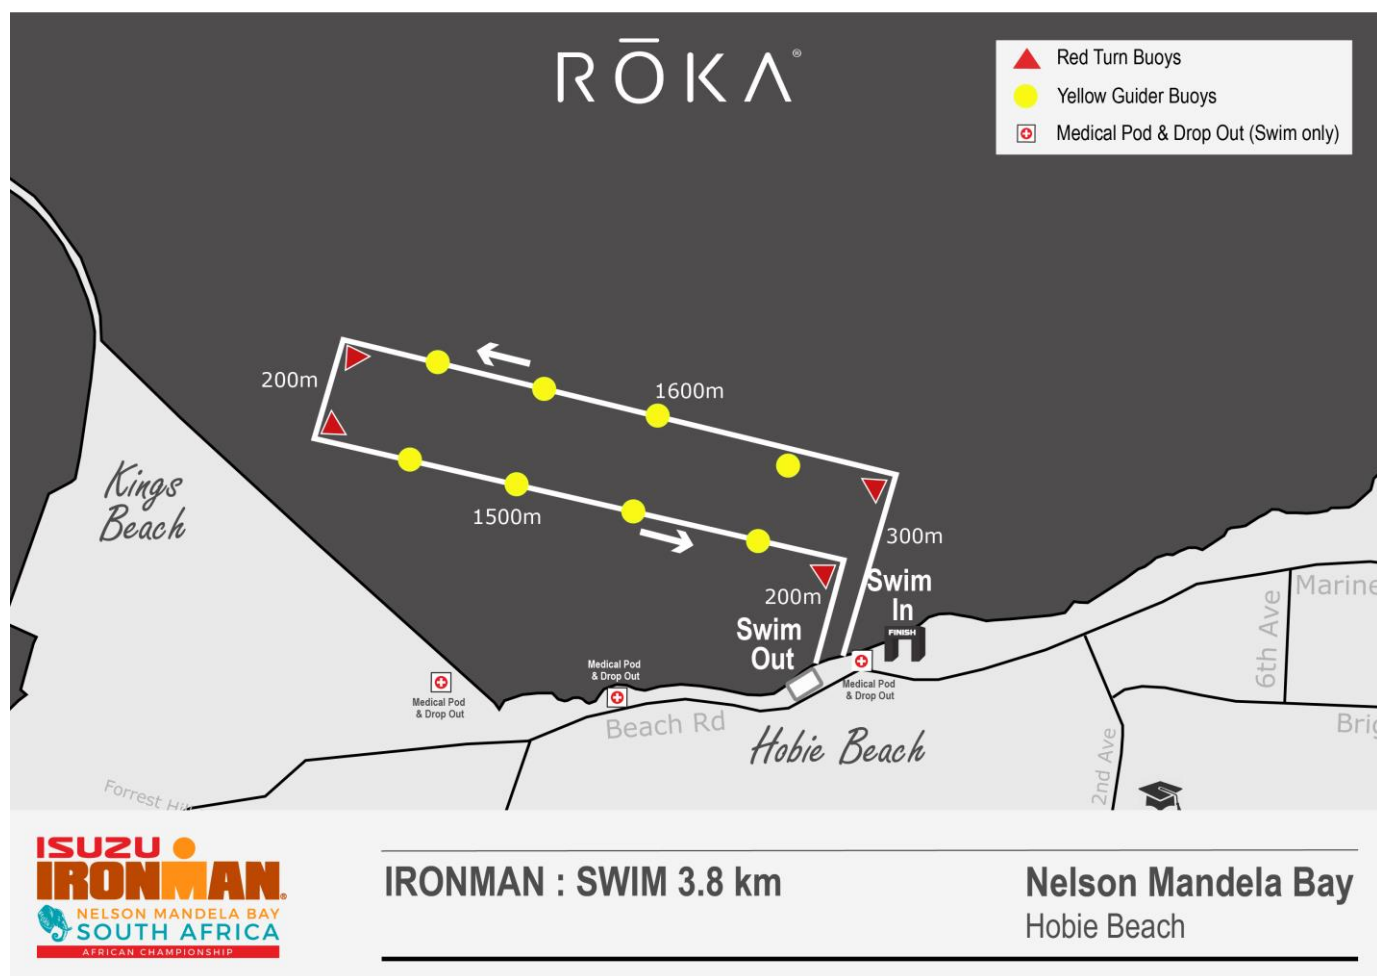 RŌKA®
Red Turn Buoys
Yellow Guider Buoys
Medical Pod & Drop Out (Swim only)
200m
1600m
Kings
Beach
1500m
300m
200m
Swim
In
FINISH
Swim
Out
Medical Pod
& Drop Out
Medical Pod
& Drop Out
Medical Pod
& Drop Out
Beach Rd
Hobie Beach
Marine
6th Ave
2nd Ave
Brig
Forrest Hil
ISUZU
IRONMAN®
NELSON MANDELA BAY
SOUTH AFRICA
AFRICAN CHAMPIONSHIP
IRONMAN : SWIM 3.8 km
Nelson Mandela Bay
Hobie Beach